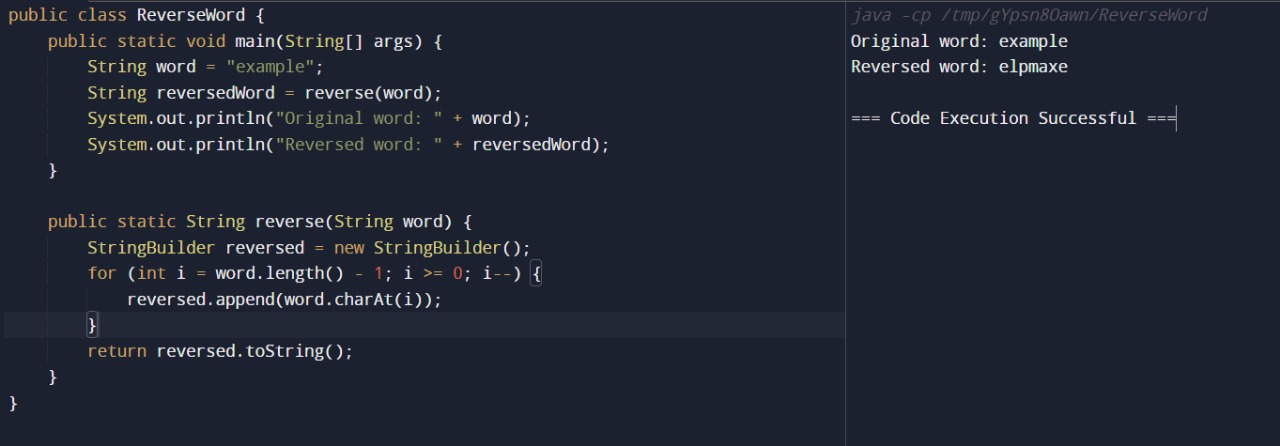 public class ReverseWord {
    public static void main(String[] args) {
        String word = "example";
        String reversedWord = reverse(word);
        System.out.println("Original word: " + word);
        System.out.println("Reversed word: " + reversedWord);
    }
    public static String reverse(String word) {
        StringBuilder reversed = new StringBuilder();
        for (int i = word.length() - 1; i >= 0; i--) {
            reversed.append(word.charAt(i));
        }
        return reversed.toString();
    }
}
java -cp /tmp/gYpsn8Oawn/ReverseWord
Original word: example
Reversed word: elpmaxe
=== Code Execution Successful ===